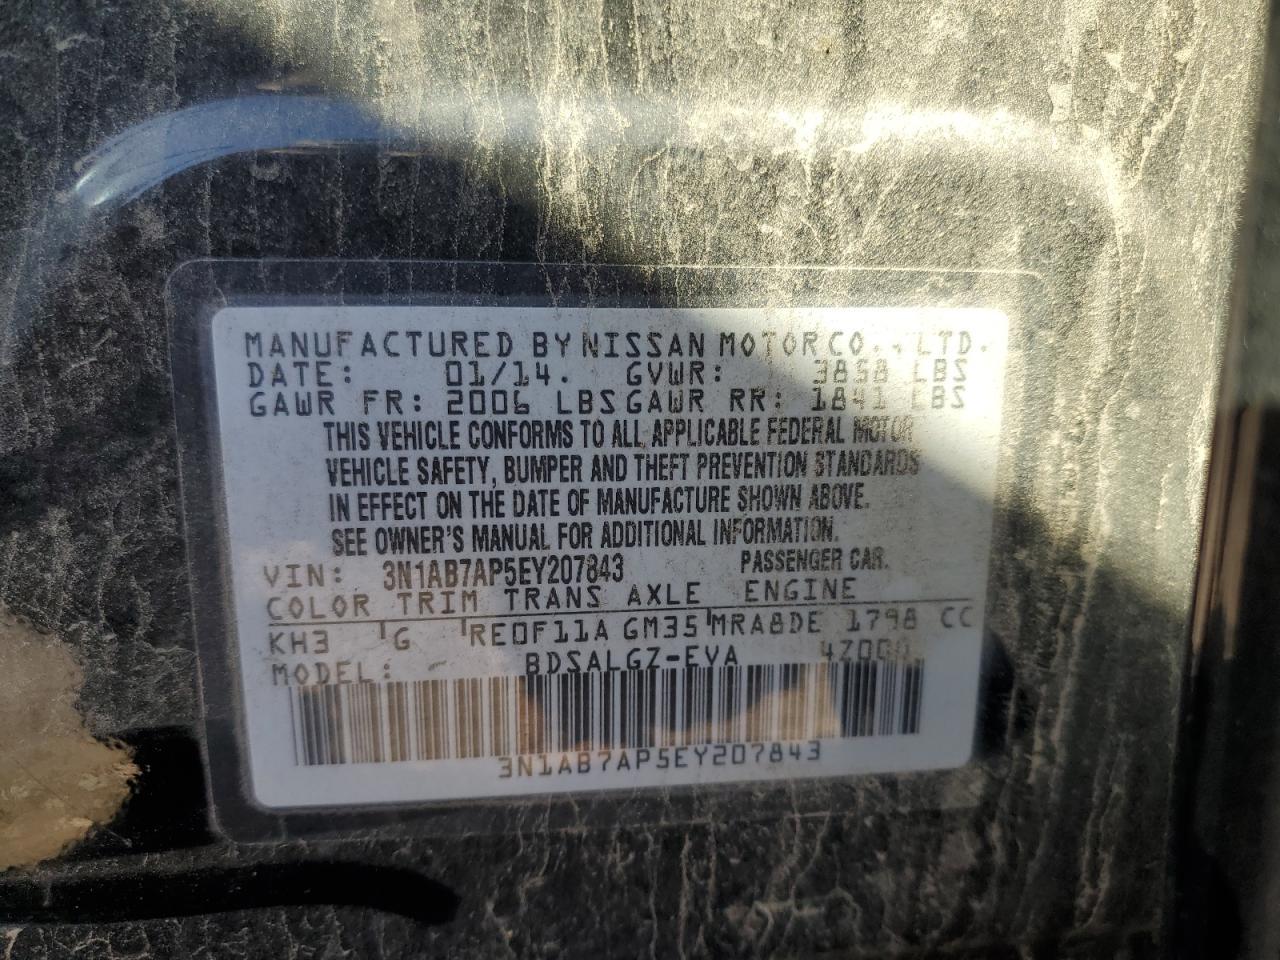 MANUFACTURED BY NISSAN MOTOR CO., LTD.
DATE: 01/14. GVWR: 3858 LBS
GAWR FR: 2006 LBS GAWR RR: 1841 LBS
THIS VEHICLE CONFORMS TO ALL APPLICABLE FEDERAL MOTOR
VEHICLE SAFETY, BUMPER AND THEFT PREVENTION STANDARDS
IN EFFECT ON THE DATE OF MANUFACTURE SHOWN ABOVE.
SEE OWNER'S MANUAL FOR ADDITIONAL INFORMATION.
VIN: 3N1AB7AP5EY207843 PASSENGER CAR.
COLOR TRIM TRANS AXLE ENGINE
KH3 G RE0F11A GM35 MRA8DE 1798 CC
MODEL: BDSALGZ-EVA
3N1AB7AP5EY207843